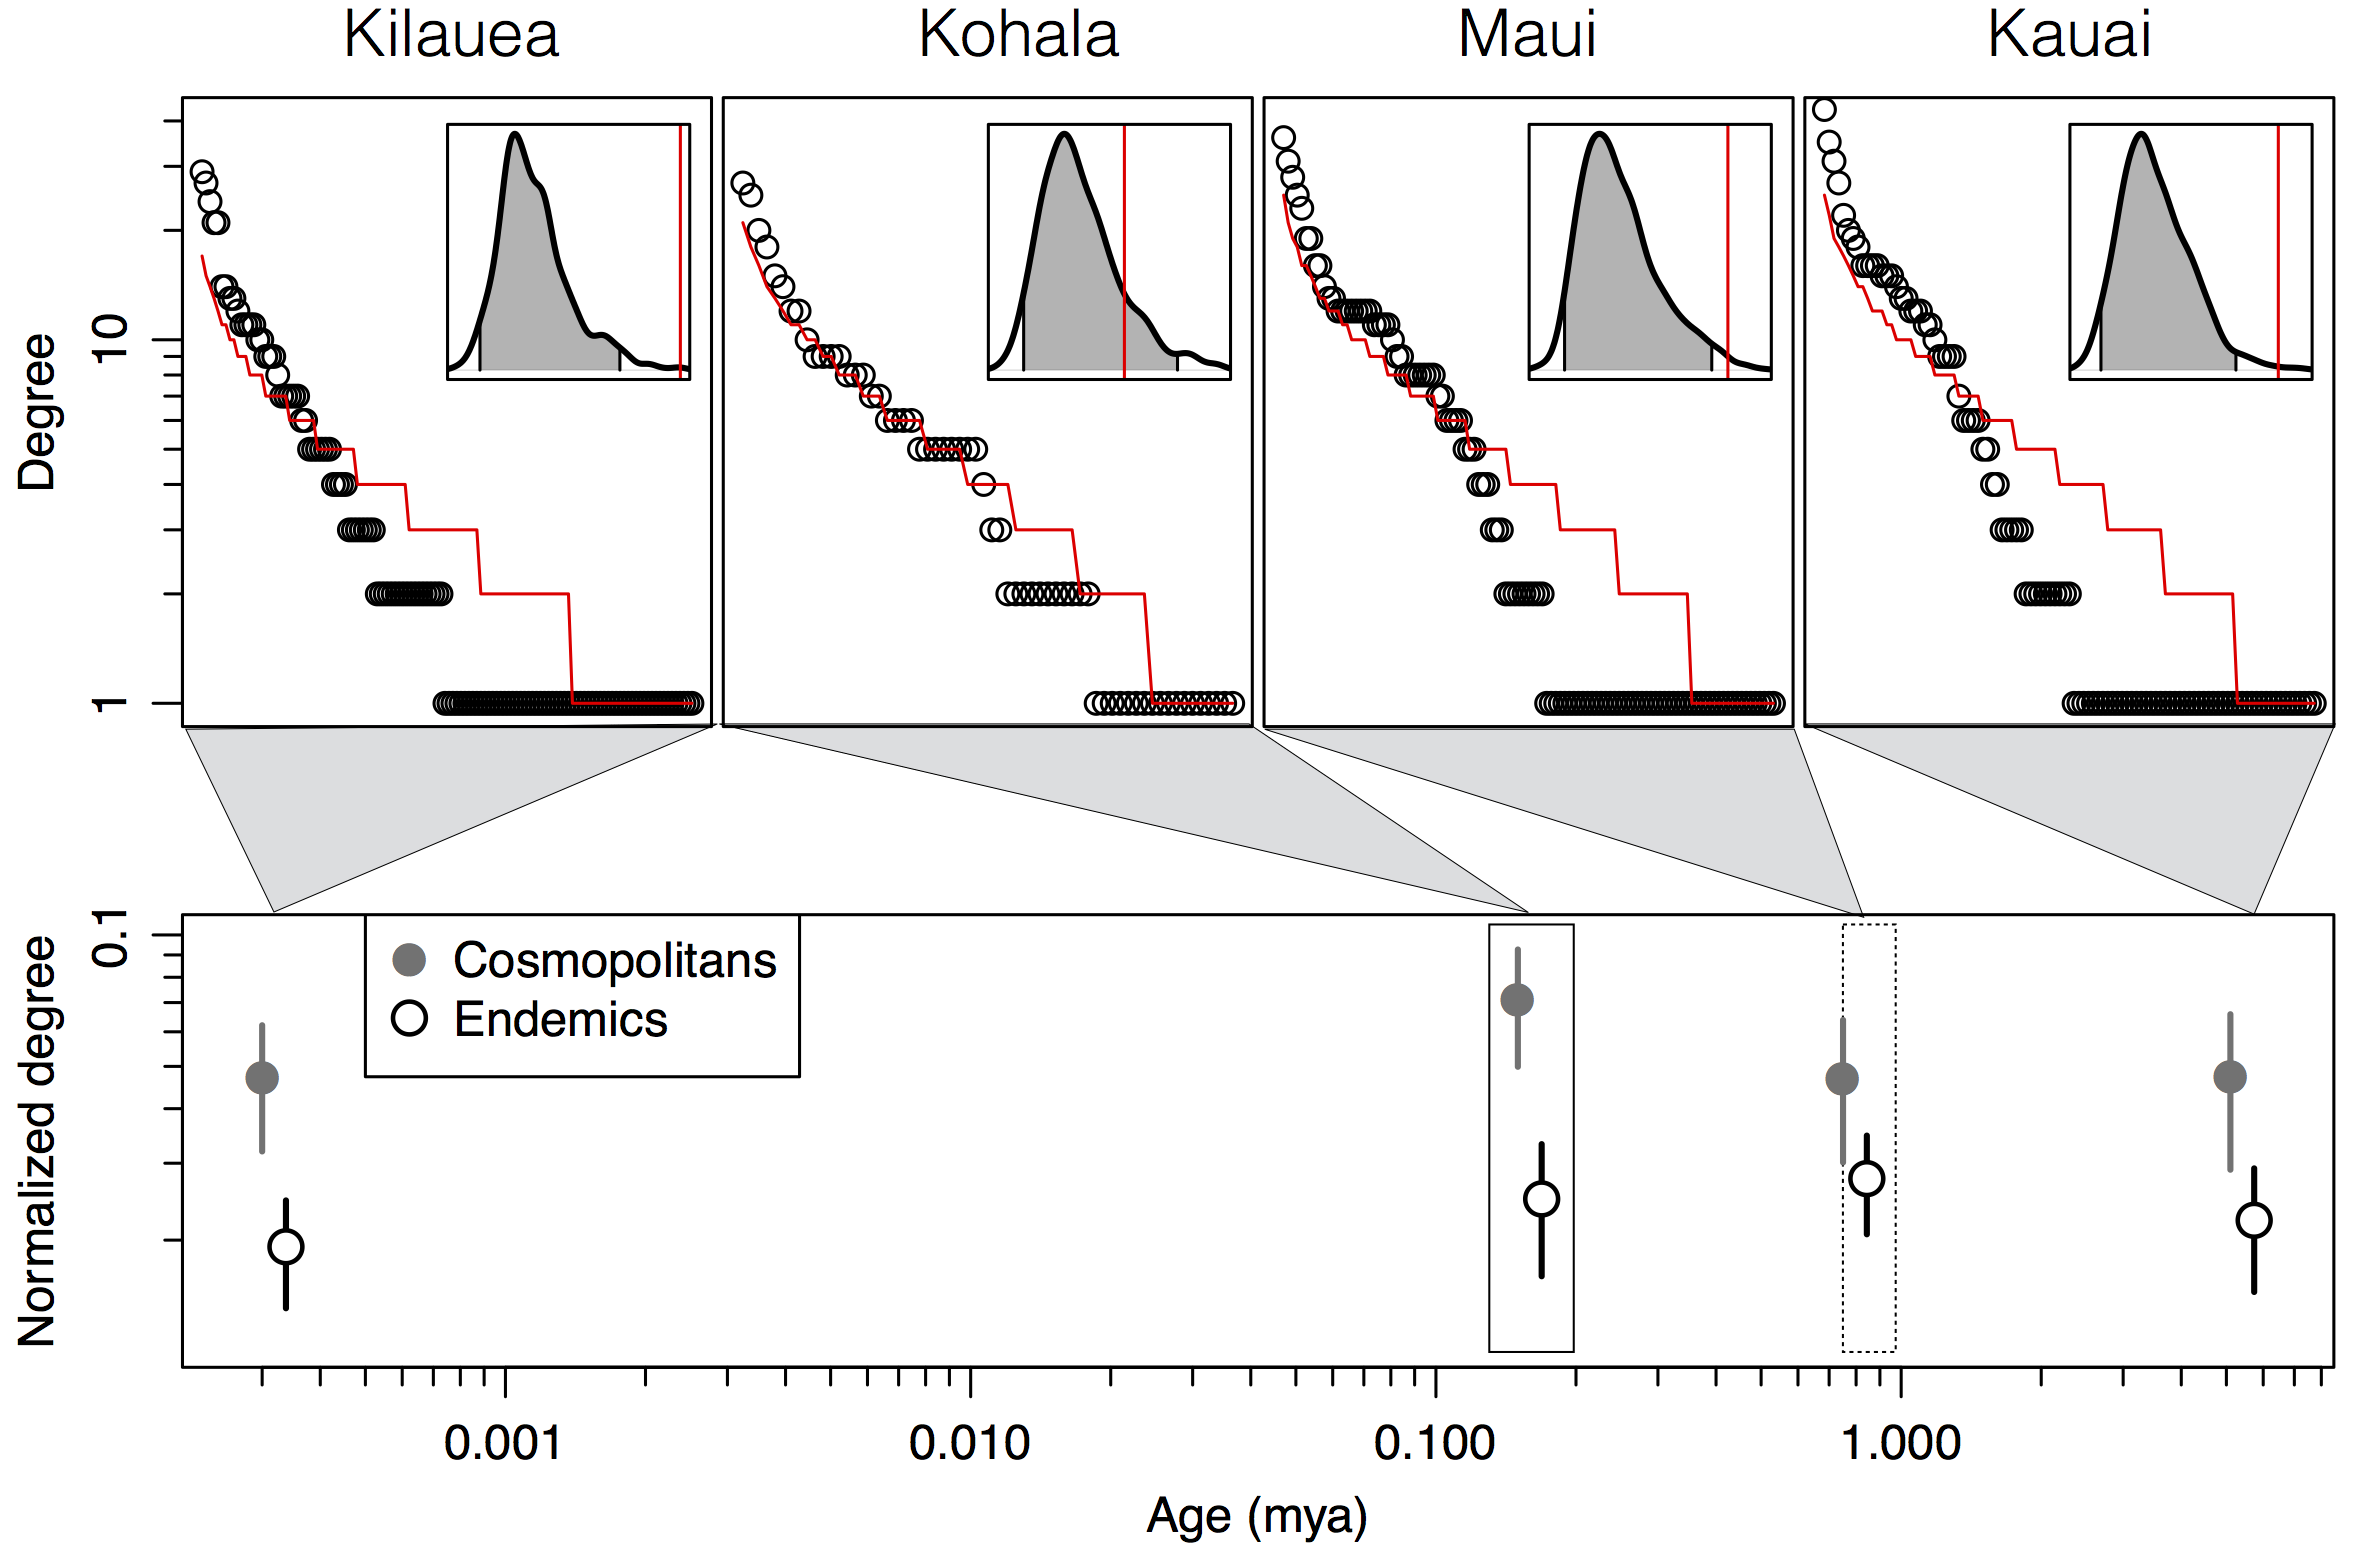 Kilauea Kohala Maui Kauai
Degree
10
1
Normalized degree
0.1
Cosmopolitans
Endemics
0.001 0.010 0.100 1.000
Age (mya)